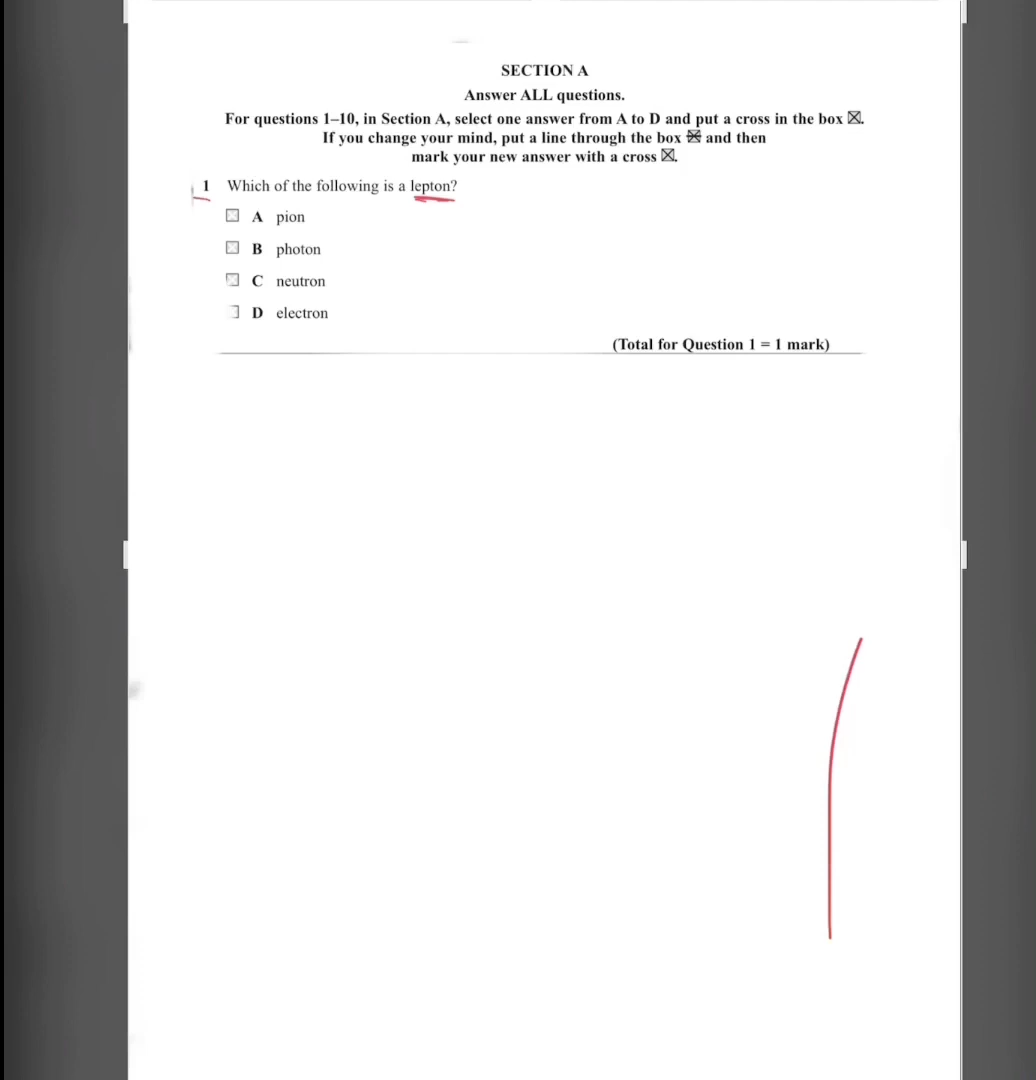 SECTION A
Answer ALL questions.
For questions 1–10, in Section A, select one answer from A to D and put a cross in the box ☒.
If you change your mind, put a line through the box ☒ and then
mark your new answer with a cross ☒.
1 Which of the following is a lepton?
A pion
B photon
C neutron
D electron
(Total for Question 1 = 1 mark)